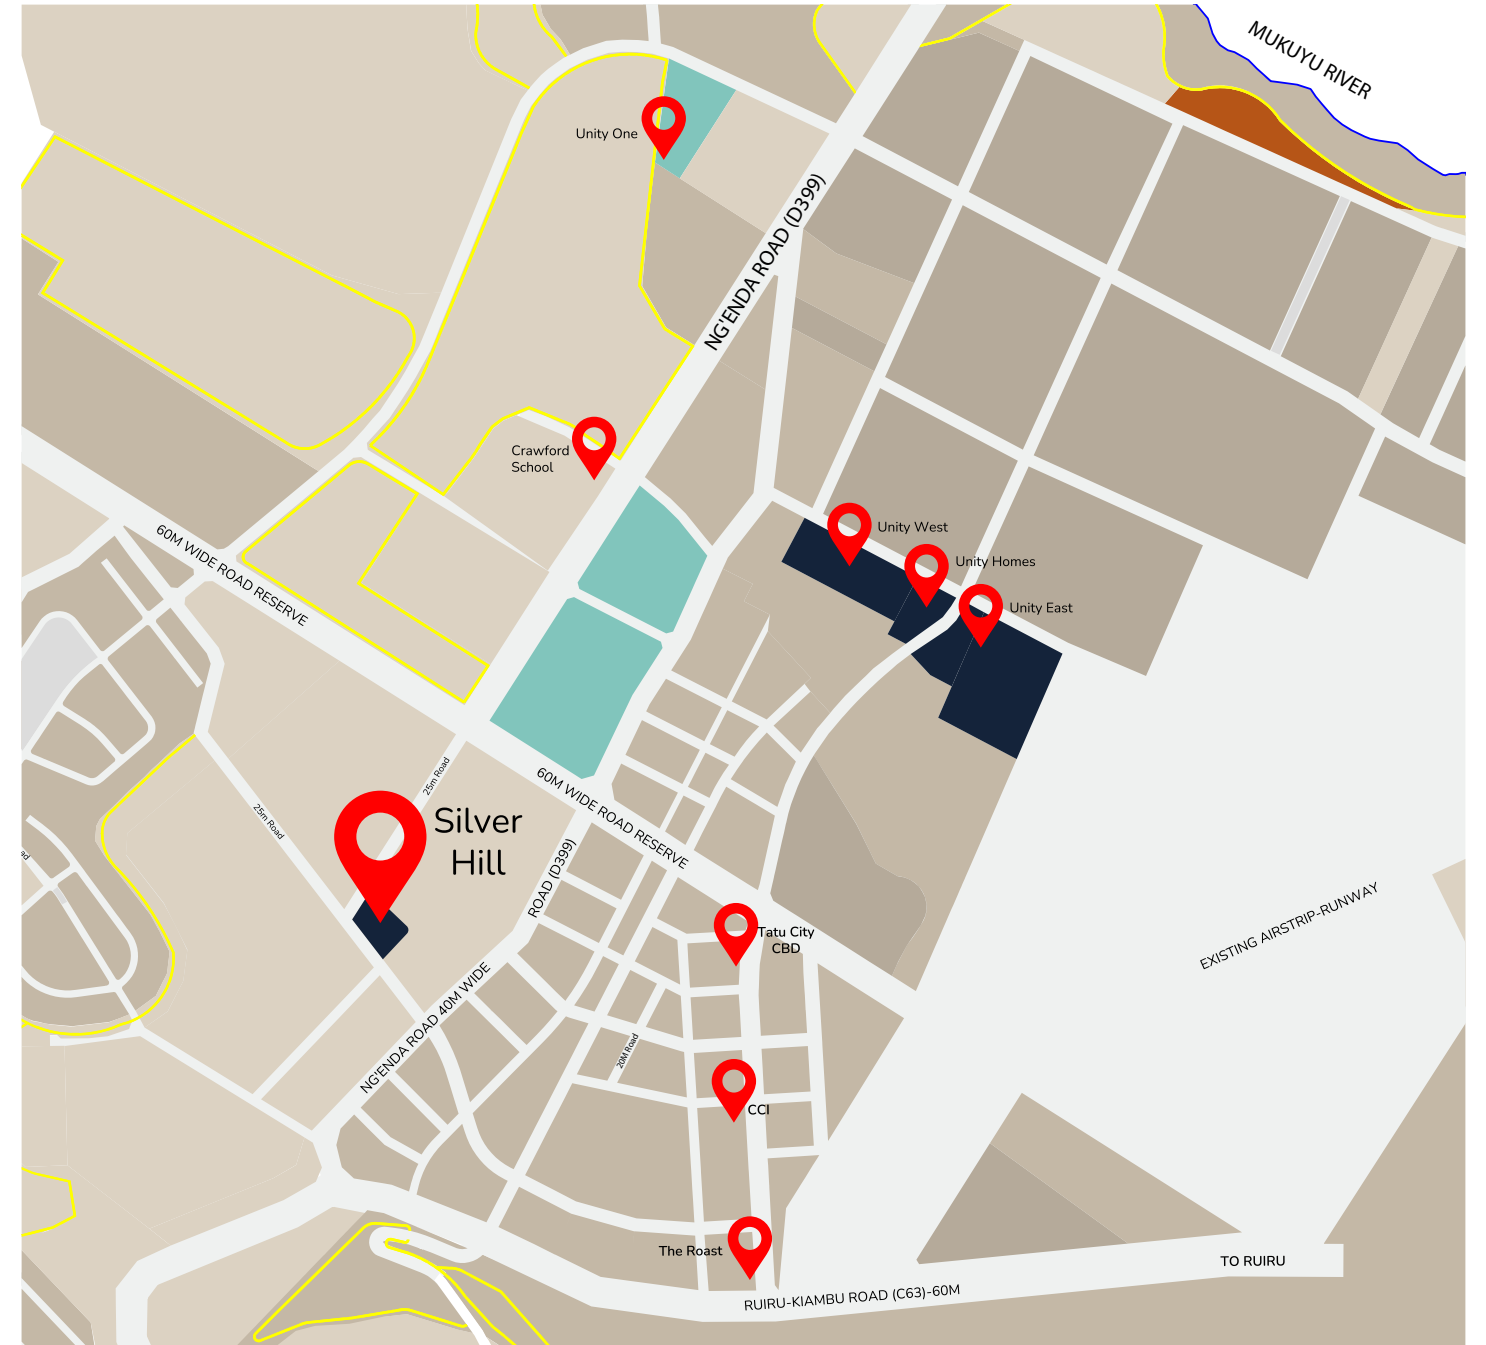 MUKUYU RIVER
Unity One
NG'ENDA ROAD (D399)
Crawford
School
60M WIDE ROAD RESERVE
Unity West
Unity Homes
Unity East
25m Road
25m Road
Silver
Hill
60M WIDE ROAD RESERVE
ROAD (D399)
ad
Tatu City
CBD
EXISTING AIRSTRIP-RUNWAY
NG'ENDA ROAD 40M WIDE
20M Road
CCI
The Roast
TO RUIRU
RUIRU-KIAMBU ROAD (C63)-60M